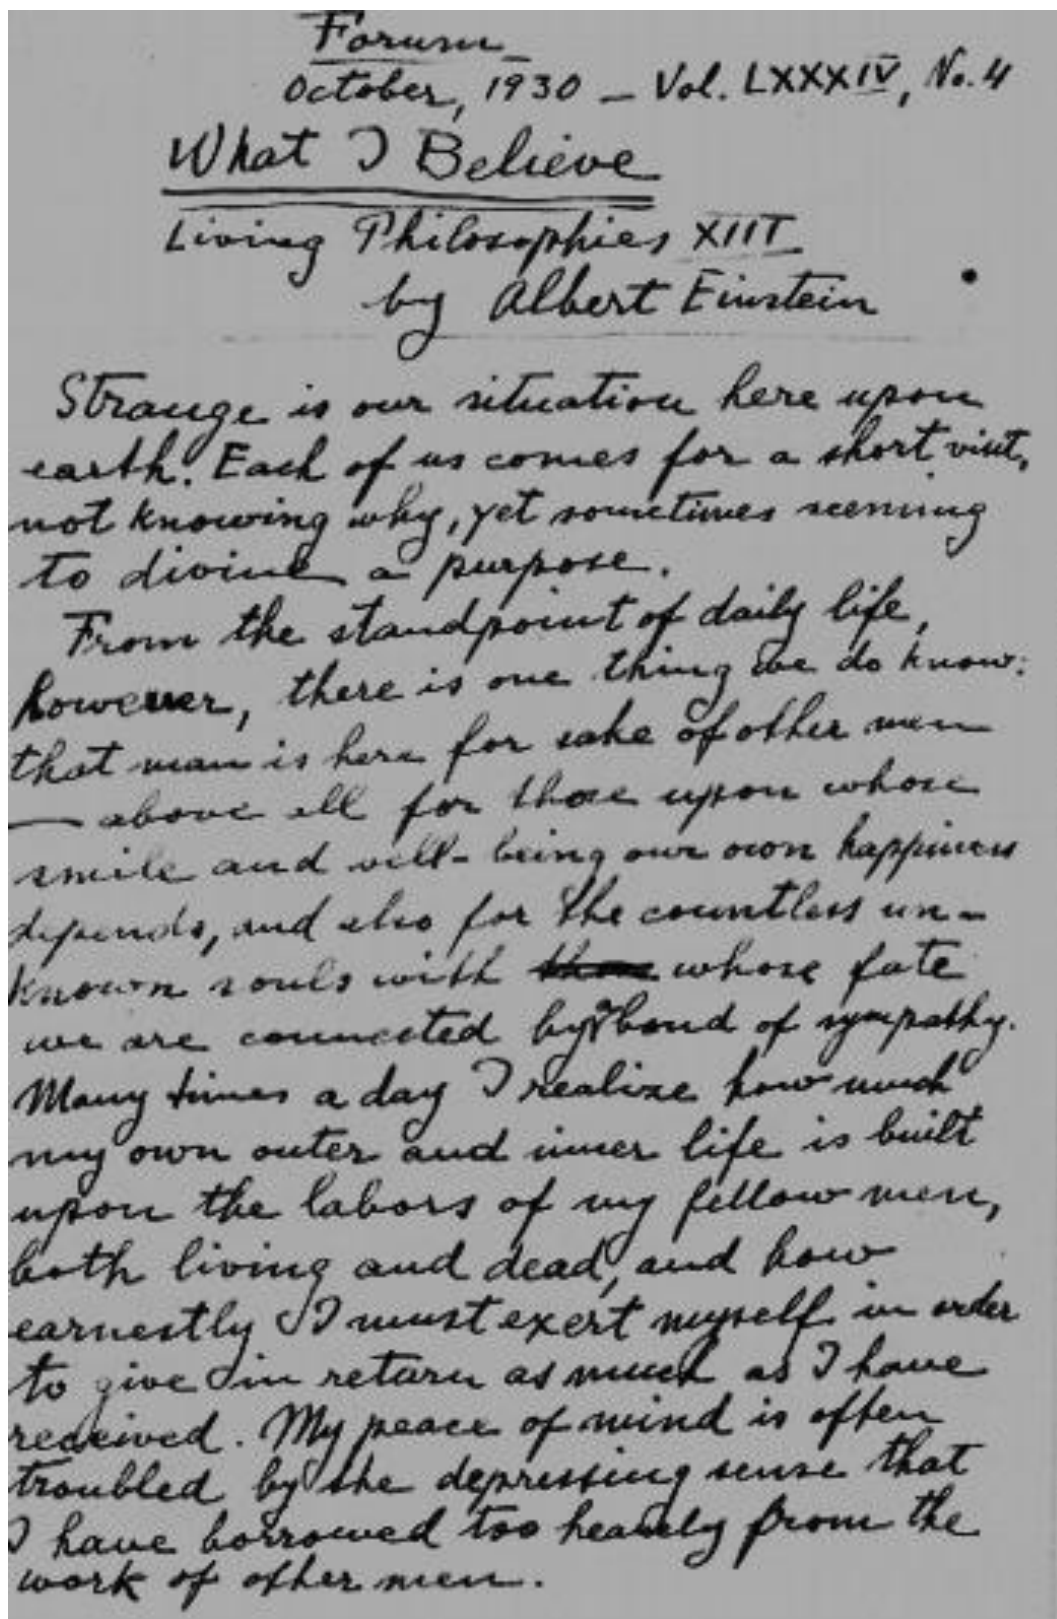 Forum
October, 1930 — Vol. LXXXIV, No. 4
What I Believe
Living Philosophies XIII
by Albert Einstein
Strange is our situation here upon
earth. Each of us comes for a short visit,
not knowing why, yet sometimes seeming
to divine a purpose.
From the standpoint of daily life,
however, there is one thing we do know:
that man is here for sake of other men
— above all for those upon whose
smile and well-being our own happiness
depends, and also for the countless un-
known souls with whose fate
we are connected by a bond of sympathy.
Many times a day I realize how much
my own outer and inner life is built
upon the labors of my fellow men,
both living and dead, and how
earnestly I must exert myself in order
to give in return as much as I have
received. My peace of mind is often
troubled by the depressing sense that
I have borrowed too heavily from the
work of other men.